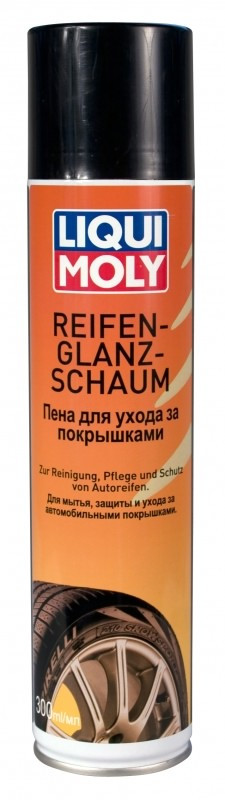 LIQUI
MOLY
REIFEN-
GLANZ-
SCHAUM
Пена для ухода за
покрышками
Zur Reinigung, Pflege und Schutz
von Autoreifen.
Для мытья, защиты и ухода за
автомобильными покрышками.
300ml/мл